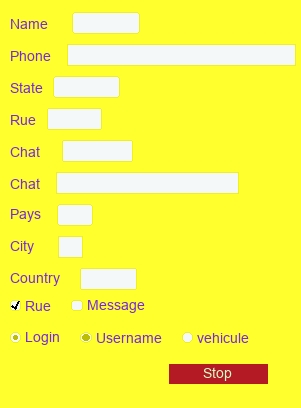 Name
Phone
State
Rue
Chat
Chat
Pays
City
Country
Rue Message
Login Username vehicule
Stop